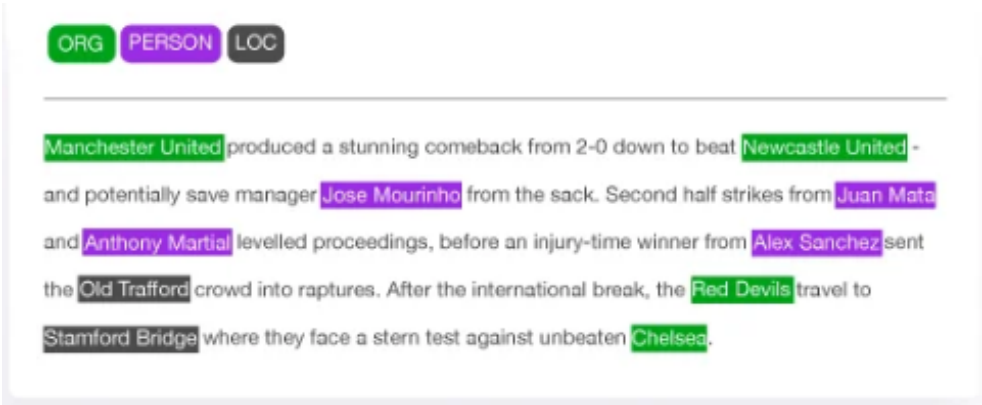 ORG PERSON LOC
Manchester United produced a stunning comeback from 2-0 down to beat Newcastle United -
and potentially save manager Jose Mourinho from the sack. Second half strikes from Juan Mata
and Anthony Martial levelled proceedings, before an injury-time winner from Alex Sanchez sent
the Old Trafford crowd into raptures. After the international break, the Red Devils travel to
Stamford Bridge where they face a stern test against unbeaten Chelsea.